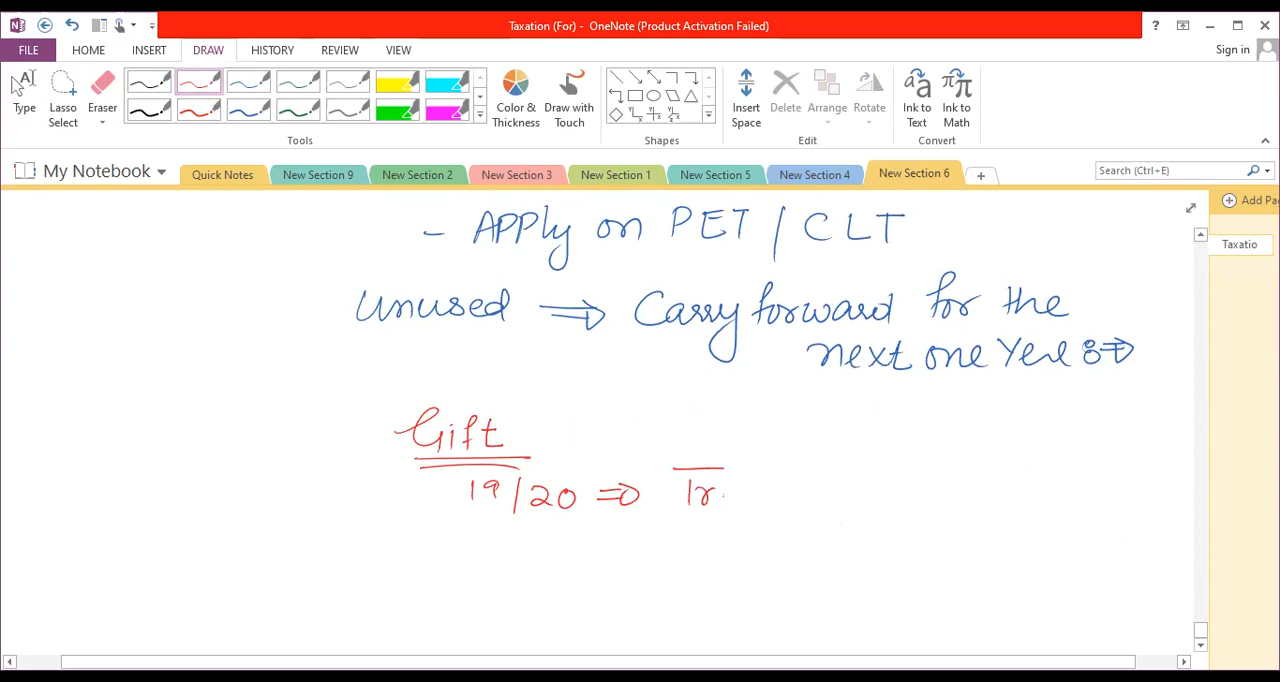 Taxation (For) - OneNote (Product Activation Failed)
?
Sign in
FILE HOME INSERT DRAW HISTORY REVIEW VIEW
Type
Lasso Select
Eraser
Color & Thickness
Draw with Touch
Insert Space
Delete
Arrange
Rotate
Ink to Text
Ink to Math
Tools
Shapes
Edit
Convert
My Notebook
Quick Notes New Section 9 New Section 2 New Section 3 New Section 1 New Section 5 New Section 4 New Section 6
Search (Ctrl+E)
Add Pag
Taxatio
- APPly on PET / CLT
Unused ⇒ Carry forward for the
next one
Gift
19/20 ⇒